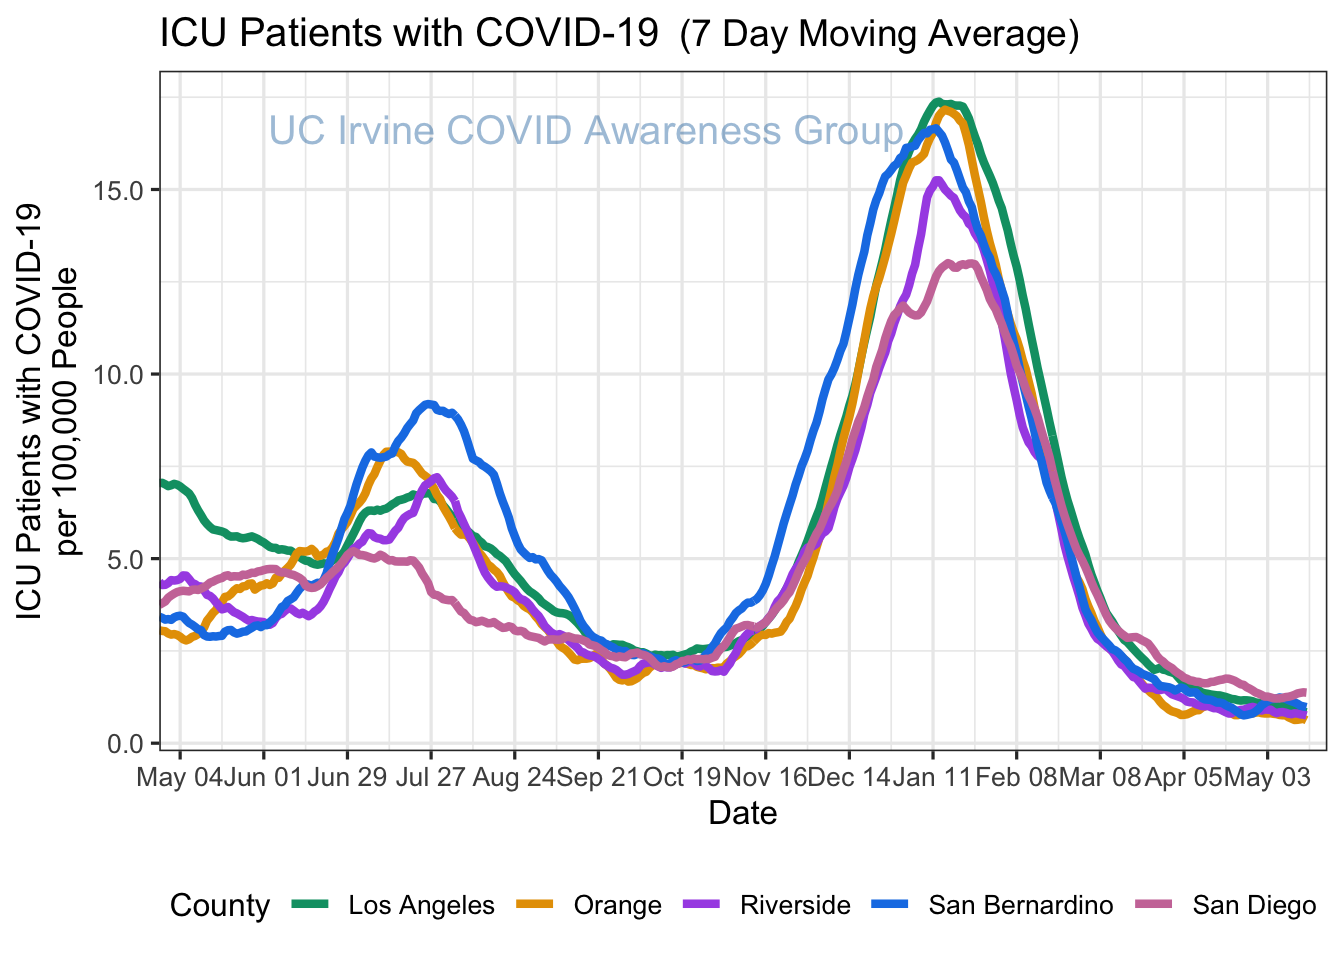 ICU Patients with COVID-19  (7 Day Moving Average)
UC Irvine COVID Awareness Group
ICU Patients with COVID-19
per 100,000 People
15.0
10.0
5.0
0.0
May 04 Jun 01 Jun 29 Jul 27 Aug 24 Sep 21 Oct 19 Nov 16 Dec 14 Jan 11 Feb 08 Mar 08 Apr 05 May 03
Date
County Los Angeles Orange Riverside San Bernardino San Diego